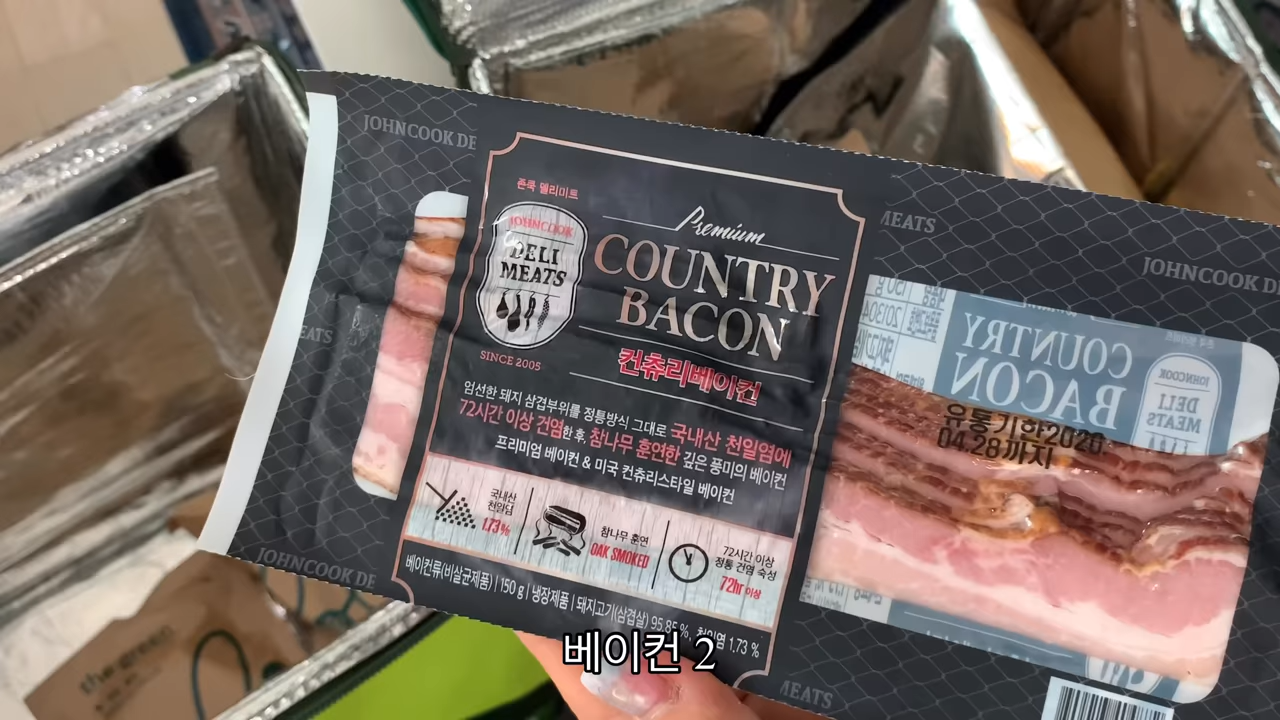 JOHNCOOK DE
존쿡 델리미트
JOHNCOOK
DELI
MEATS
SINCE 2005
Premium
COUNTRY
BACON
컨츄리베이컨
엄선한 돼지 삼겹부위를 정통방식 그대로 국내산 천일염에
72시간 이상 건염한 후, 참나무 훈연한 깊은 풍미의 베이컨
프리미엄 베이컨 & 미국 컨츄리스타일 베이컨
국내산
천일염
1.73%
참나무 훈연
OAK SMOKED
72시간 이상
정통 건염 숙성
72hr 이상
베이컨류(비살균제품) | 150 g | 냉장제품 | 돼지고기(삼겹살) 95.85 %, 천일염 1.73 %
EATS
JOHNCOOK DE
MEATS
JOHNCOOK D
COUNTRY
BACON
JOHNCOOK
DELI
MEATS
유통기한2020.
04.28까지
MEATS
the green
베이컨 2